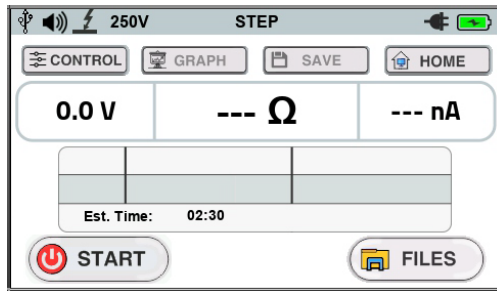 250V STEP
CONTROL GRAPH SAVE HOME
0.0 V --- Ω --- nA
Est. Time: 02:30
START FILES